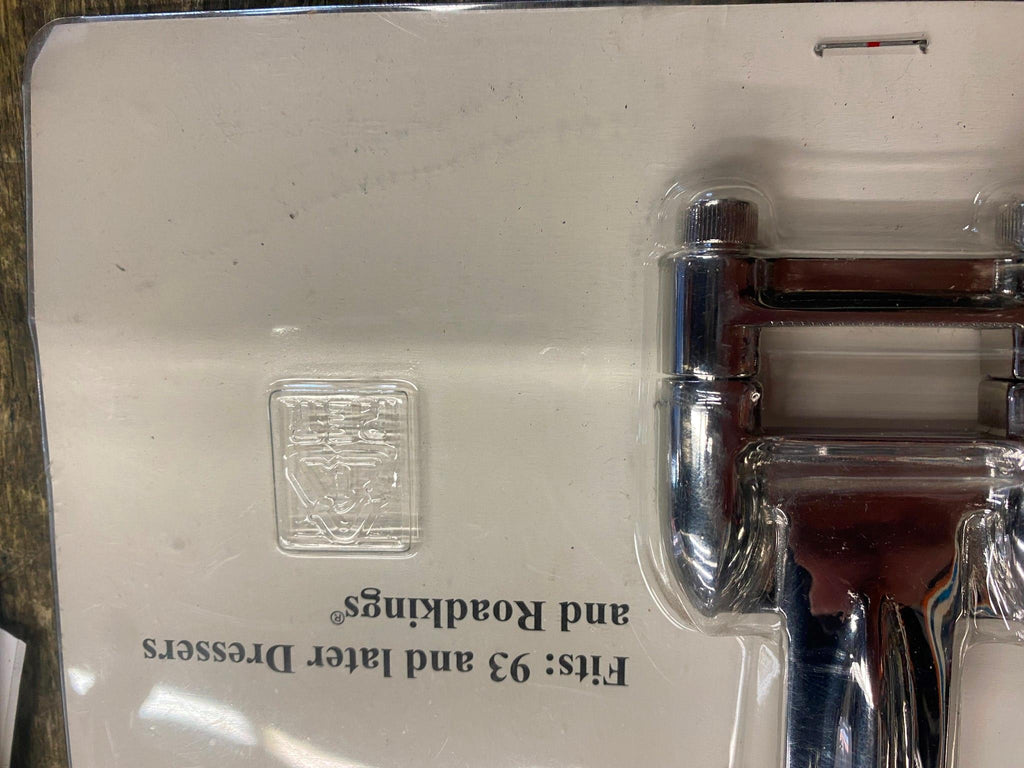 Fits: 93 and later Dressers
and Roadkings®